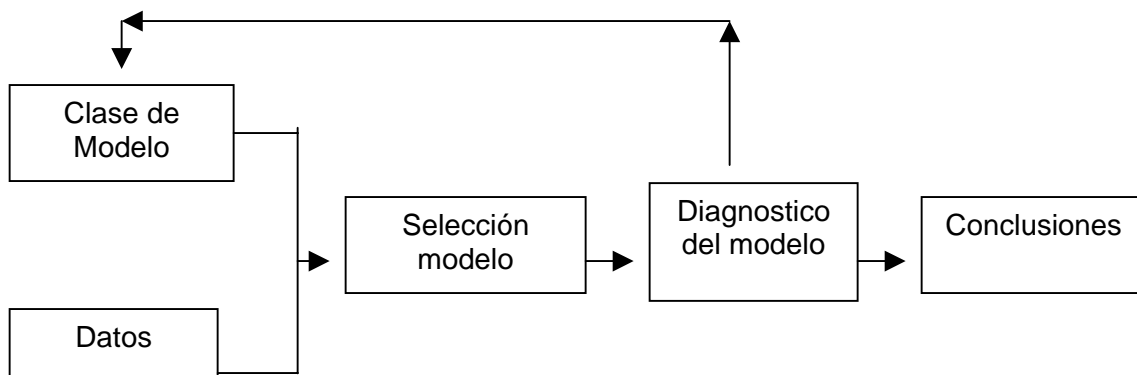 Clase de
Modelo
Selección
modelo
Diagnostico
del modelo
Conclusiones
Datos